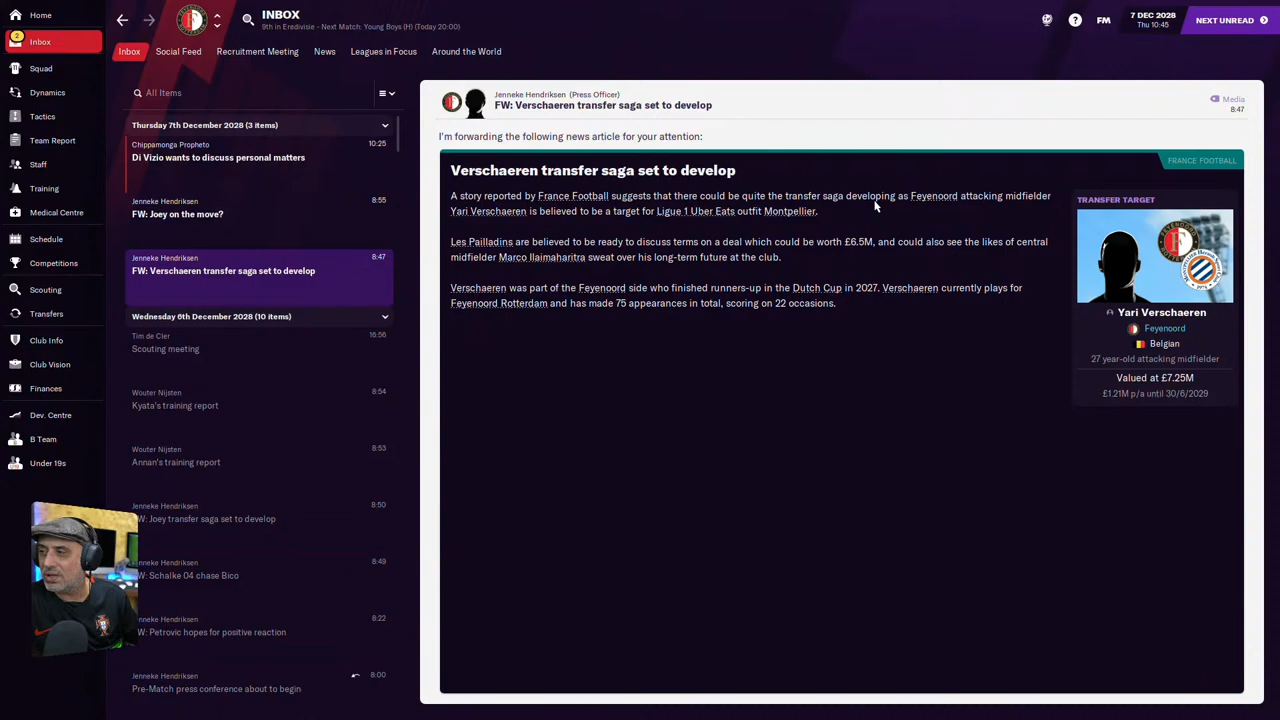 Home
Inbox
2
Squad
Dynamics
Tactics
Team Report
Staff
Training
Medical Centre
Schedule
Competitions
Scouting
Transfers
Club Info
Club Vision
Finances
Dev. Centre
B Team
Under 19s
INBOX
9th in Eredivisie - Next Match: Young Boys (H) (Today 20:00)
?
FM
7 DEC 2028
Thu 10:45
NEXT UNREAD
Inbox
Social Feed
Recruitment Meeting
News
Leagues in Focus
Around the World
All Items
Thursday 7th December 2028 (3 items)
Chippamonga Propheto 10:25
Di Vizio wants to discuss personal matters
Jenneke Hendriksen 8:55
FW: Joey on the move?
Jenneke Hendriksen 8:47
FW: Verschaeren transfer saga set to develop
Wednesday 6th December 2028 (10 items)
Tim de Cler 16:56
Scouting meeting
Wouter Nijsten 8:54
Kyata's training report
Wouter Nijsten 8:53
Annan's training report
Jenneke Hendriksen 8:50
W: Joey transfer saga set to develop
enneke Hendriksen 8:49
W: Schalke 04 chase Bico
enneke Hendriksen 8:22
W: Petrovic hopes for positive reaction
Jenneke Hendriksen 8:00
Pre-Match press conference about to begin
Jenneke Hendriksen (Press Officer)
FW: Verschaeren transfer saga set to develop
Media
8:47
I'm forwarding the following news article for your attention:
Verschaeren transfer saga set to develop
FRANCE FOOTBALL
A story reported by France Football suggests that there could be quite the transfer saga developing as Feyenoord attacking midfielder
Yari Verschaeren is believed to be a target for Ligue 1 Uber Eats outfit Montpellier.
Les Pailladins are believed to be ready to discuss terms on a deal which could be worth £6.5M, and could also see the likes of central
midfielder Marco Ilaimaharitra sweat over his long-term future at the club.
Verschaeren was part of the Feyenoord side who finished runners-up in the Dutch Cup in 2027. Verschaeren currently plays for
Feyenoord Rotterdam and has made 75 appearances in total, scoring on 22 occasions.
TRANSFER TARGET
Yari Verschaeren
Feyenoord
Belgian
27 year-old attacking midfielder
Valued at £7.25M
£1.21M p/a until 30/6/2029